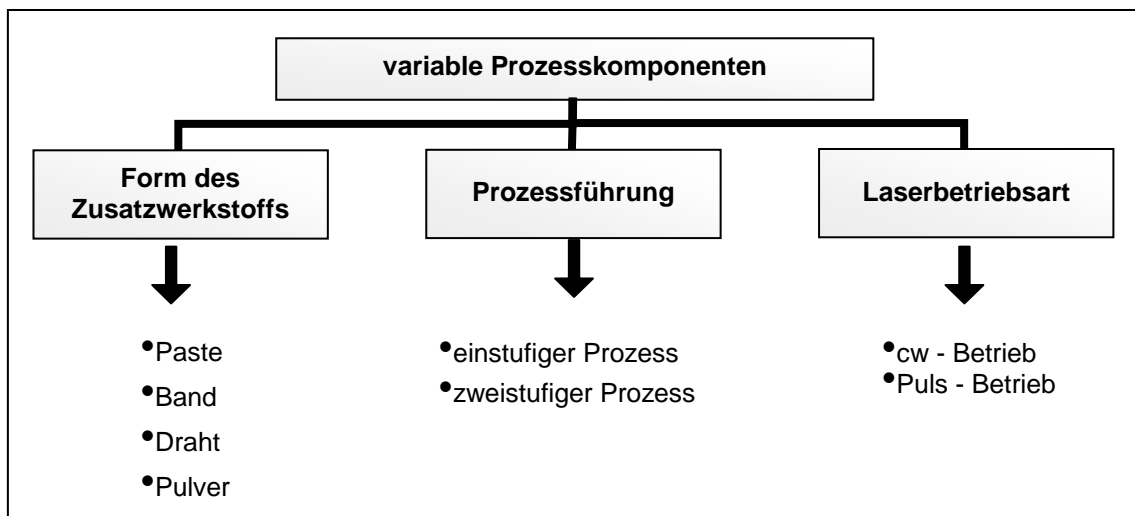 variable Prozesskomponenten
Form des
Zusatzwerkstoffs
Prozessführung
Laserbetriebsart
•Paste
•Band
•Draht
•Pulver
•einstufiger Prozess
•zweistufiger Prozess
•cw - Betrieb
•Puls - Betrieb